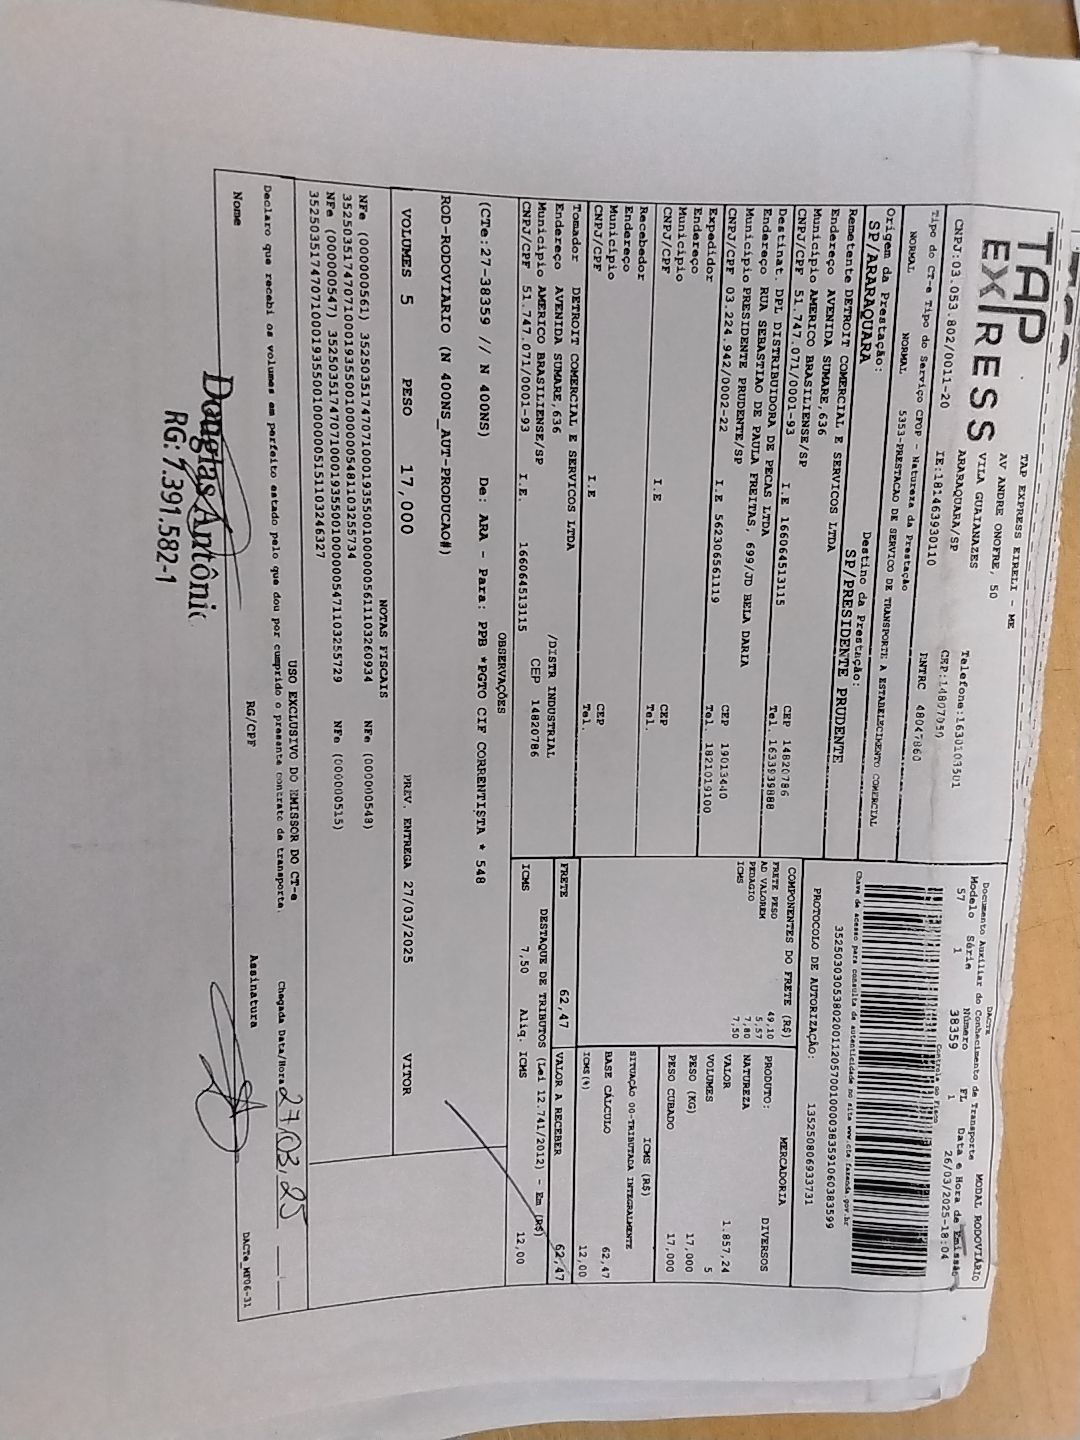 TAP
EXPRESS
TAP EXPRESS EIRELI - ME
AV ANDRE ONOFRE, 50
VILA GUAIANAZES
ARARAQUARA/SP
Telefone:1630103501
CEP:14807050
CNPJ:03.053.802/0011-20
IE:181463930110
RNTRC 48047860
Tipo do CT-e Tipo do Serviço CFOP - Natureza da Prestação
NORMAL NORMAL 5353-PRESTACAO DE SERVICO DE TRANSPORTE A ESTABELECIMENTO COMERCIAL
Origem da Prestação: Destino da Prestação:
SP/ARARAQUARA SP/PRESIDENTE PRUDENTE
Remetente DETROIT COMERCIAL E SERVICOS LTDA
Endereço AVENIDA SUMARE,636
Municipio AMERICO BRASILIENSE/SP CEP 14820786
CNPJ/CPF 51.747.071/0001-93 I.E 166064513115 Tel. 1633939888
Destinat. DPL DISTRIBUIDORA DE PECAS LTDA
Endereço RUA SEBASTIAO DE PAULA FREITAS, 699/JD BELA DARIA
Municipio PRESIDENTE PRUDENTE/SP CEP 19013440
CNPJ/CPF 03.224.942/0002-22 I.E 562306561119 Tel. 1821019100
Expedidor
Endereço
Municipio CEP
CNPJ/CPF I.E Tel.
Recebedor
Endereço
Municipio CEP
CNPJ/CPF I.E Tel.
Tomador DETROIT COMERCIAL E SERVICOS LTDA
Endereço AVENIDA SUMARE,636 /DISTR INDUSTRIAL
Municipio AMERICO BRASILIENSE/SP CEP 14820786
CNPJ/CPF 51.747.071/0001-93 I.E. 166064513115
DACTE
Documento Auxiliar do Conhecimento de Transporte MODAL RODOVIÁRIO
Modelo Série Número FL Data e Hora de Emissão
57 1 38359 1 26/03/2025-18:04
Controle do Fisco
Chave de acesso para consulta de autenticidade no site www.cte.fazenda.gov.br
35250303053802001120570010000383591060383599
PROTOCOLO DE AUTORIZAÇÃO: 135250806933731
COMPONENTES DO FRETE (R$)
FRETE PESO 49,10
AD VALOREM 5,57
PEDAGIO 7,80
ICMS 7,50
MERCADORIA
PRODUTO: DIVERSOS
NATUREZA
VALOR 1.857,24
VOLUMES 5
PESO (KG) 17,000
PESO CUBADO 17,000
ICMS (R$)
SITUAÇÃO 00-TRIBUTADA INTEGRALMENTE
BASE CÁLCULO 62,47
ICMS (%) 12,00
FRETE 62,47 VALOR A RECEBER 62,47
DESTAQUE DE TRIBUTOS (Lei 12.741/2012) - Em (R$)
ICMS 7,50 Aliq. ICMS 12,00
OBSERVAÇÕES
(CTe:27-38359 // N 400NS) De: ARA - Para: PPB *PGTO CIF CORRENTISTA * 548
ROD-RODOVIARIO (N 400NS_AUT-PRODUCAO#)
VOLUMES 5 PESO 17,000 PREV. ENTREGA 27/03/2025 VITOR
NOTAS FISCAIS
NFe (000000561) 35250351747071000193550010000005611103260934 NFe (000000548)
35250351747071000193550010000005481103255734
NFe (000000547) 35250351747071000193550010000005471103255729 NFe (000000515)
35250351747071000193550010000005151103246327
USO EXCLUSIVO DO EMISSOR DO CT-e
Declaro que recebi os volumes em perfeito estado pelo que dou por cumprido o presente contrato de transporte. Chegada Data/Hora 27.03.25
Nome RG/CPF Assinatura DACTe_MT06-31
Douglas Antônio
RG: 7.391.582-1